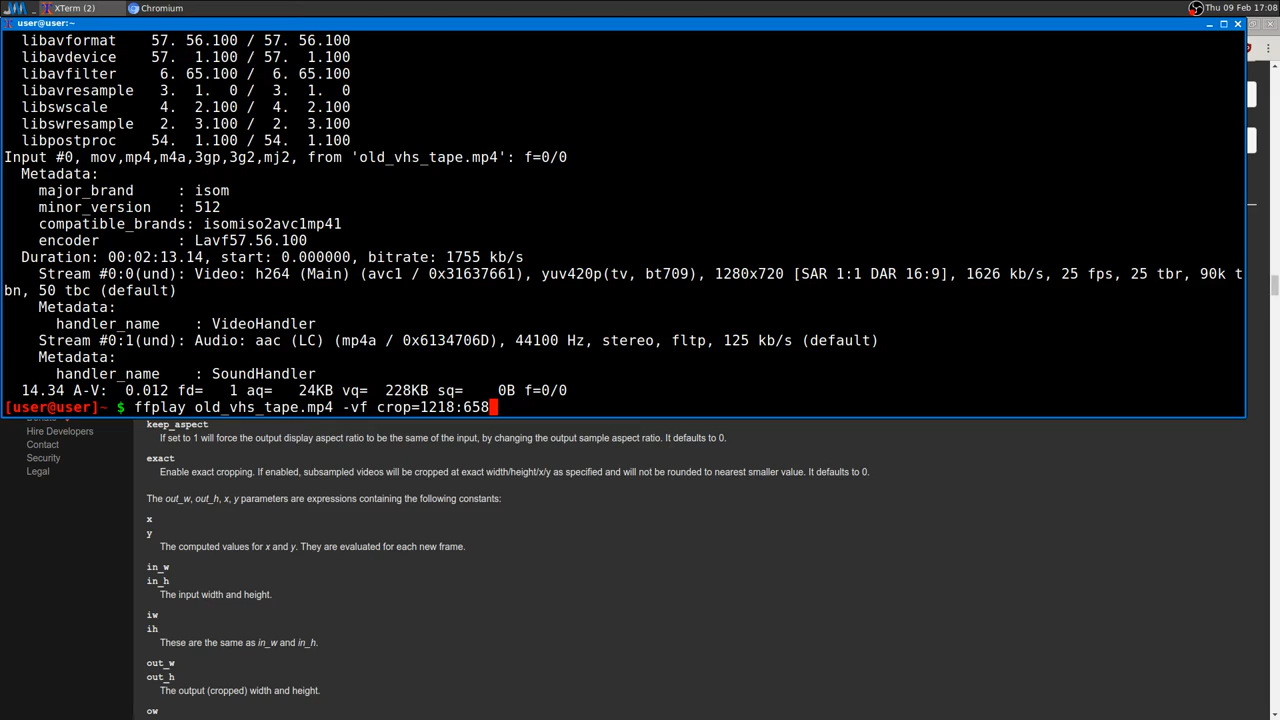 XTerm (2) Chromium Thu 09 Feb 17:08
user@user:~
libavformat 57. 56.100 / 57. 56.100
libavdevice 57. 1.100 / 57. 1.100
libavfilter 6. 65.100 / 6. 65.100
libavresample 3. 1. 0 / 3. 1. 0
libswscale 4. 2.100 / 4. 2.100
libswresample 2. 3.100 / 2. 3.100
libpostproc 54. 1.100 / 54. 1.100
Input #0, mov,mp4,m4a,3gp,3g2,mj2, from 'old_vhs_tape.mp4': f=0/0
Metadata:
major_brand : isom
minor_version : 512
compatible_brands: isomiso2avc1mp41
encoder : Lavf57.56.100
Duration: 00:02:13.14, start: 0.000000, bitrate: 1755 kb/s
Stream #0:0(und): Video: h264 (Main) (avc1 / 0x31637661), yuv420p(tv, bt709), 1280x720 [SAR 1:1 DAR 16:9], 1626 kb/s, 25 fps, 25 tbr, 90k t
bn, 50 tbc (default)
Metadata:
handler_name : VideoHandler
Stream #0:1(und): Audio: aac (LC) (mp4a / 0x6134706D), 44100 Hz, stereo, fltp, 125 kb/s (default)
Metadata:
handler_name : SoundHandler
14.34 A-V: 0.012 fd= 1 aq= 24KB vq= 228KB sq= 0B f=0/0
[user@user]~ $ ffplay old_vhs_tape.mp4 -vf crop=1218:658
Hire Developers
Contact
Security
Legal
keep_aspect
If set to 1 will force the output display aspect ratio to be the same of the input, by changing the output sample aspect ratio. It defaults to 0.
exact
Enable exact cropping. If enabled, subsampled videos will be cropped at exact width/height/x/y as specified and will not be rounded to nearest smaller value. It defaults to 0.
The out_w, out_h, x, y parameters are expressions containing the following constants:
x
y
The computed values for x and y. They are evaluated for each new frame.
in_w
in_h
The input width and height.
iw
ih
These are the same as in_w and in_h.
out_w
out_h
The output (cropped) width and height.
ow